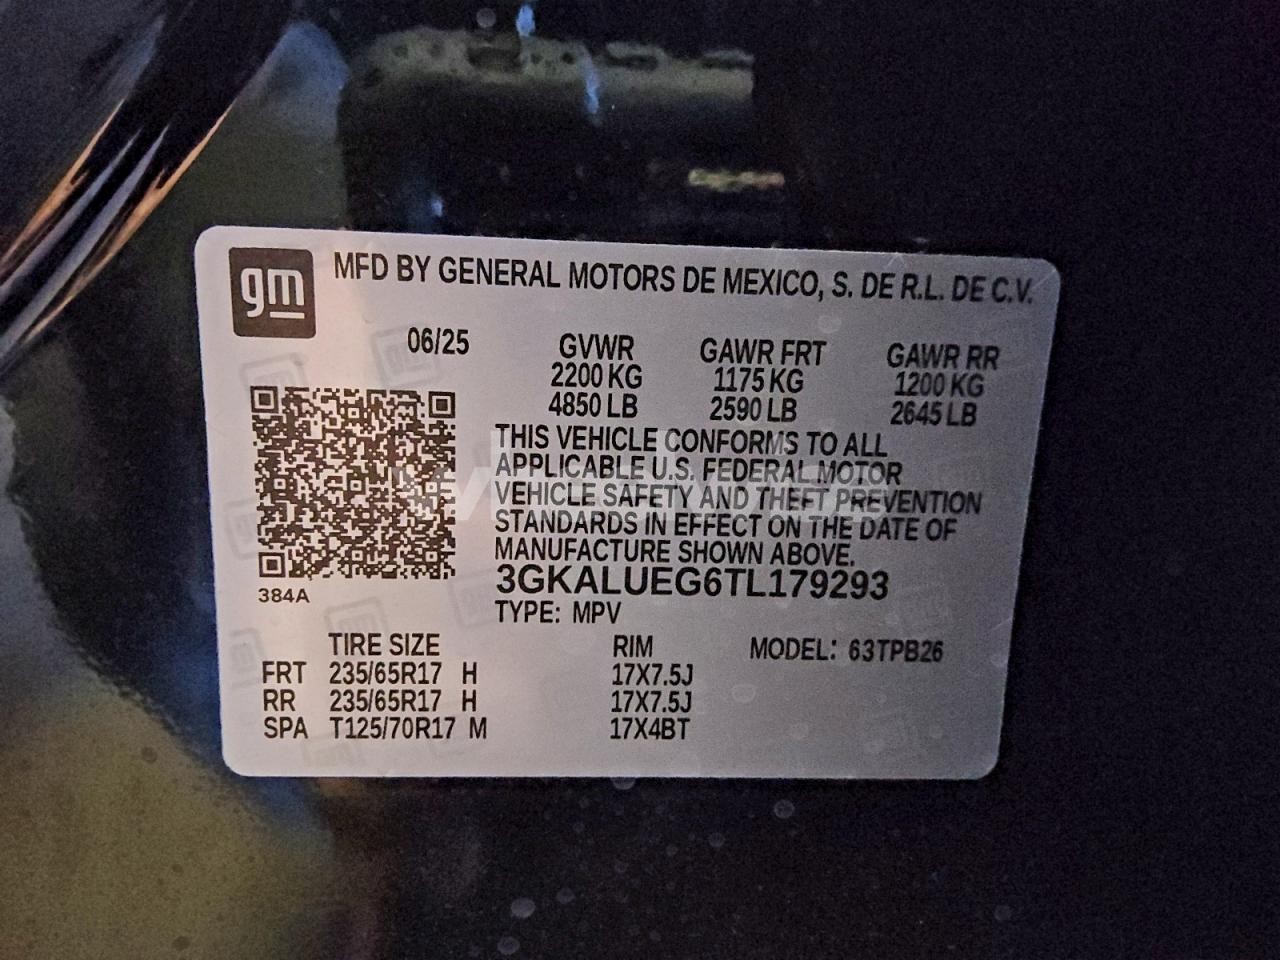 gm
MFD BY GENERAL MOTORS DE MEXICO, S. DE R.L. DE C.V.
06/25
GVWR GAWR FRT GAWR RR
2200 KG 1175 KG 1200 KG
4850 LB 2590 LB 2645 LB
THIS VEHICLE CONFORMS TO ALL
APPLICABLE U.S. FEDERAL MOTOR
VEHICLE SAFETY AND THEFT PREVENTION
STANDARDS IN EFFECT ON THE DATE OF
MANUFACTURE SHOWN ABOVE.
3GKALUEG6TL179293
384A
TYPE: MPV
TIRE SIZE RIM MODEL: 63TPB26
FRT 235/65R17 H 17X7.5J
RR 235/65R17 H 17X7.5J
SPA T125/70R17 M 17X4BT